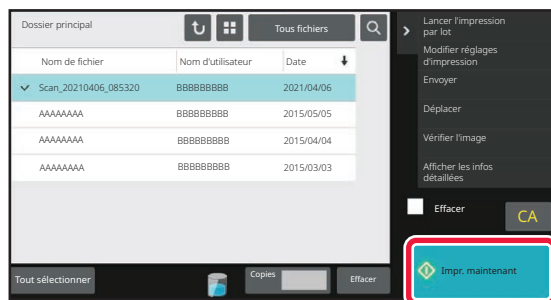 Dossier principal
Tous fichiers
Nom de fichier Nom d'utilisateur Date
Scan_20210406_085320 BBBBBBBBB 2021/04/06
AAAAAAAA BBBBBBBBB 2015/05/05
AAAAAAAA BBBBBBBBB 2015/04/04
AAAAAAAA BBBBBBBBB 2015/03/03
Tout sélectionner
Copies
Effacer
Lancer l'impression
par lot
Modifier réglages
d'impression
Envoyer
Déplacer
Vérifier l'image
Afficher les infos
détaillées
Effacer
CA
Impr. maintenant